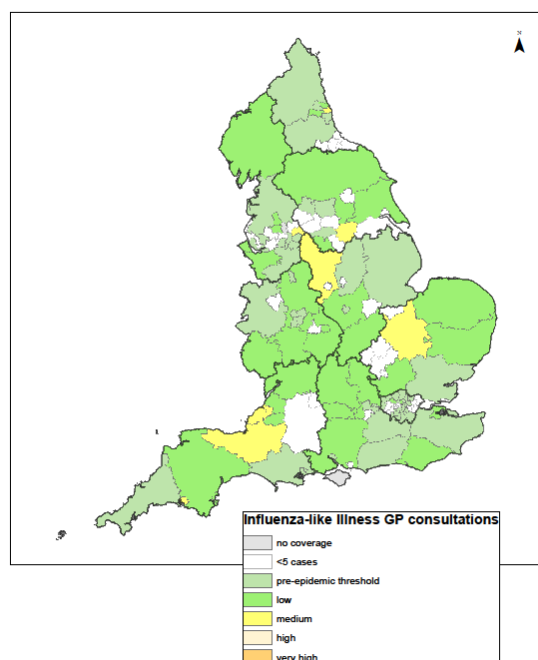 N
Influenza-like Illness GP consultations
no coverage
<5 cases
pre-epidemic threshold
low
medium
high
very high